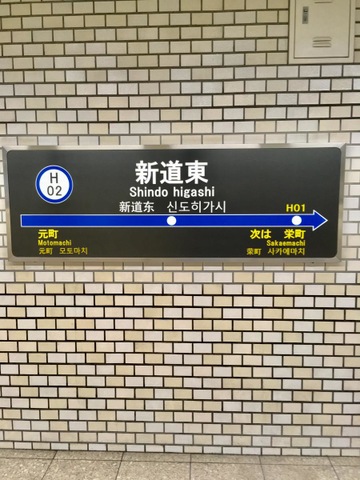 H
02
新道東
Shindo higashi
新道东 신도히가시
H01
元町
Motomachi
元町 모토마치
次は 栄町
Sakaemachi
荣町 사카에마치